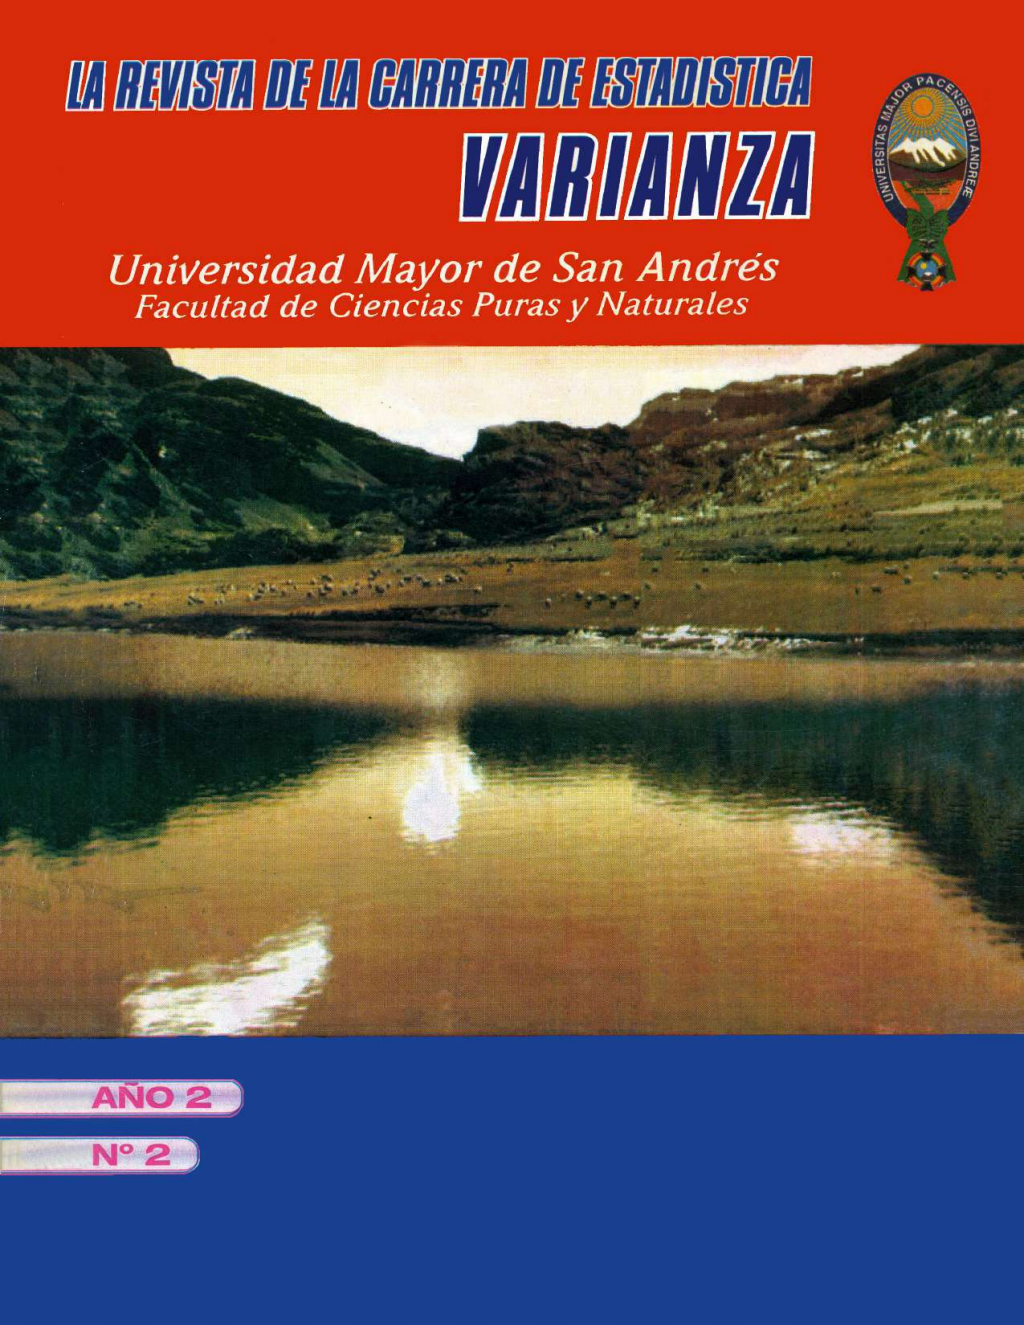 LA REVISTA DE LA CARRERA DE ESTADISTICA
VARIANZA
UNIVERSITAS MAJOR PACENSIS DIVI ANDREÆ
Universidad Mayor de San Andrés
Facultad de Ciencias Puras y Naturales
AÑO 2
Nº 2